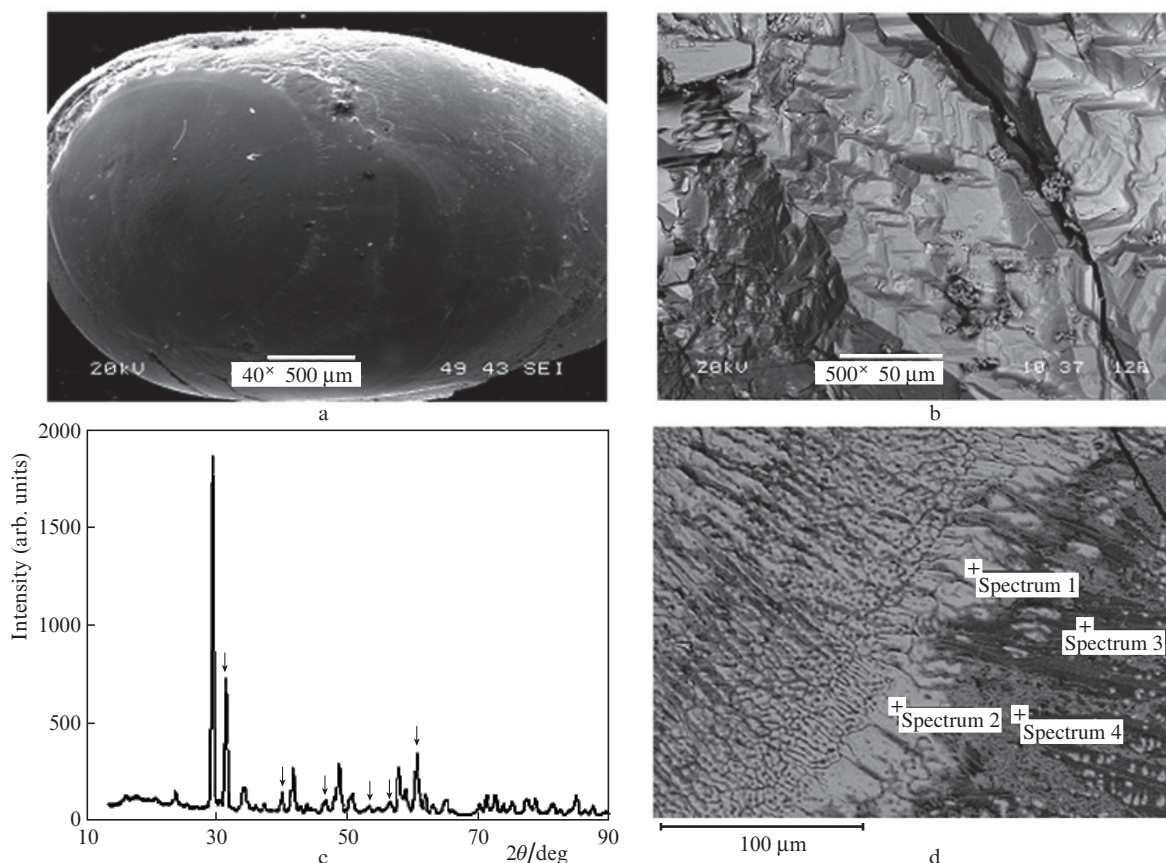 20kV
40× 500 µm
49 43 SEI
a
20kV
500× 50 µm
10 37 12A
b
Intensity (arb. units)
2000
1500
1000
500
0
10 30 50 70 90
2θ/deg
c
Spectrum 1
Spectrum 3
Spectrum 2
Spectrum 4
100 µm
d